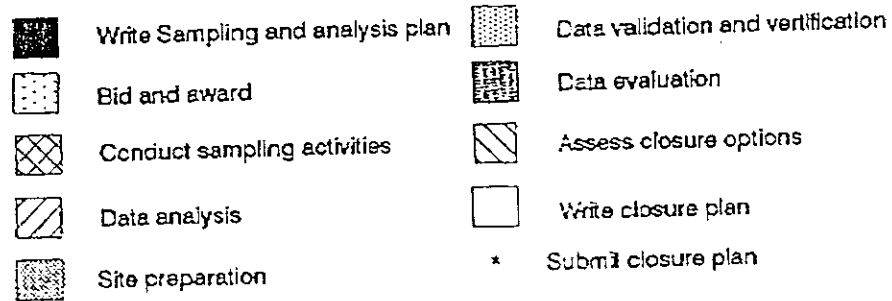 Write Sampling and analysis plan
Bid and award
Conduct sampling activities
Data analysis
Site preparation
Data validation and vertification
Data evaluation
Assess closure options
Write closure plan
* Submit closure plan